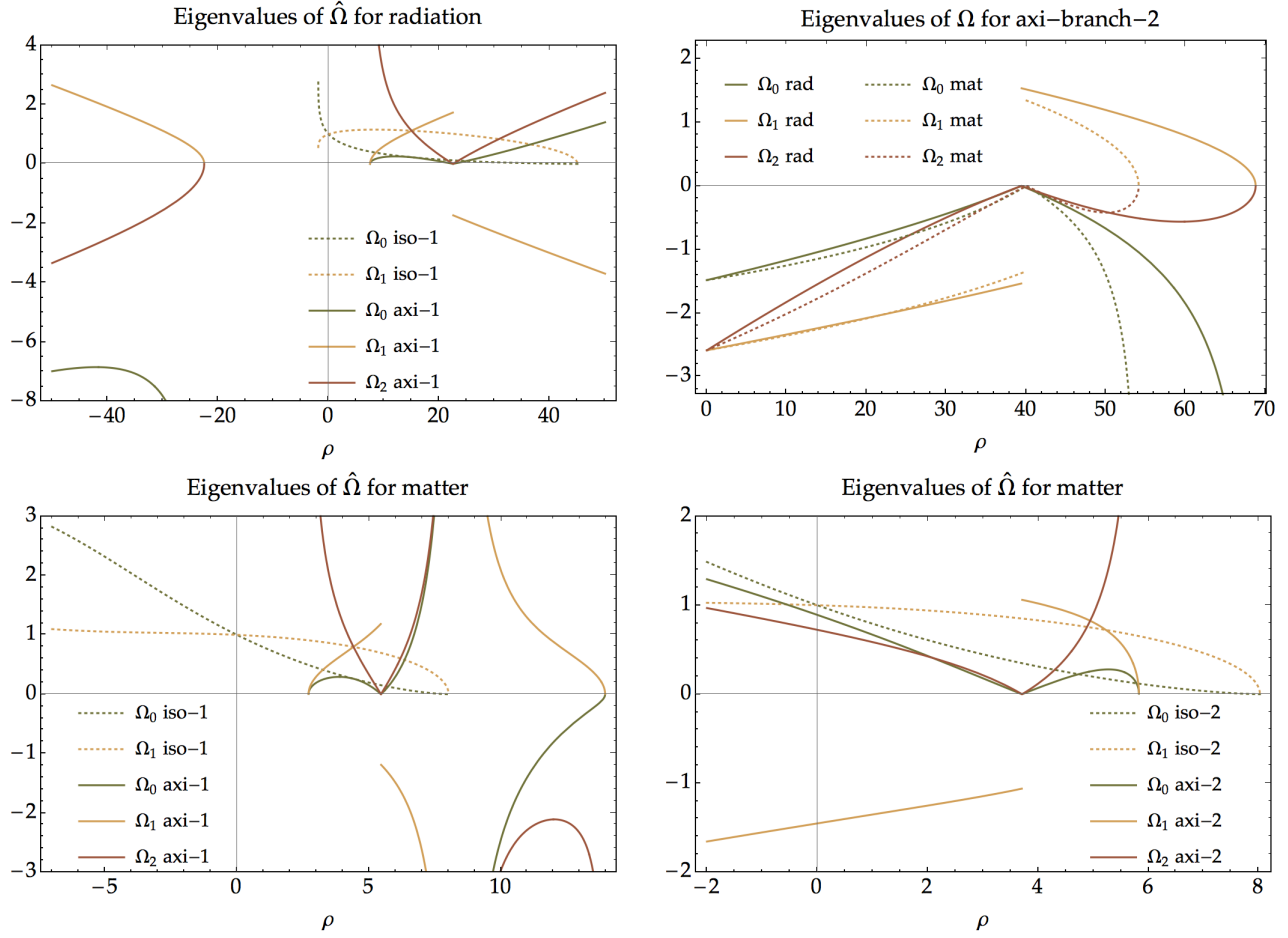 Eigenvalues of Ω̂ for radiation
4
2
0
−2
−4
−6
−8
Ω₀ iso−1
Ω₁ iso−1
Ω₀ axi−1
Ω₁ axi−1
Ω₂ axi−1
−40 −20 0 20 40
ρ
Eigenvalues of Ω for axi−branch−2
2
1
0
−1
−2
−3
Ω₀ rad Ω₀ mat
Ω₁ rad Ω₁ mat
Ω₂ rad Ω₂ mat
0 10 20 30 40 50 60 70
ρ
Eigenvalues of Ω̂ for matter
3
2
1
0
−1
−2
−3
Ω₀ iso−1
Ω₁ iso−1
Ω₀ axi−1
Ω₁ axi−1
Ω₂ axi−1
−5 0 5 10
ρ
Eigenvalues of Ω̂ for matter
2
1
0
−1
−2
Ω₀ iso−2
Ω₁ iso−2
Ω₀ axi−2
Ω₁ axi−2
Ω₂ axi−2
−2 0 2 4 6 8
ρ